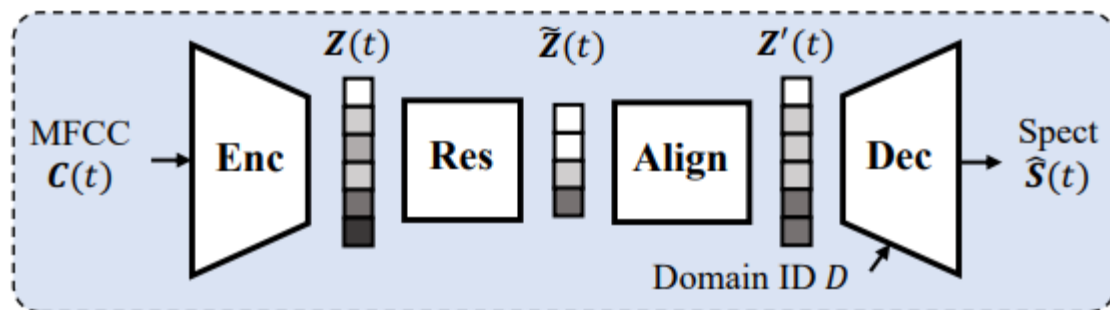 Z(t) Z̃(t) Z′(t)
MFCC
C(t)
Enc
Res
Align
Dec
Spect
Ŝ(t)
Domain ID D